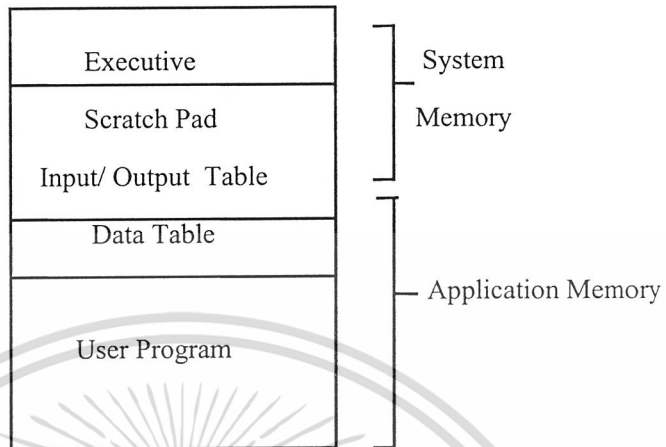 Executive
Scratch Pad
Input/ Output Table
Data Table
User Program
System
Memory
Application Memory